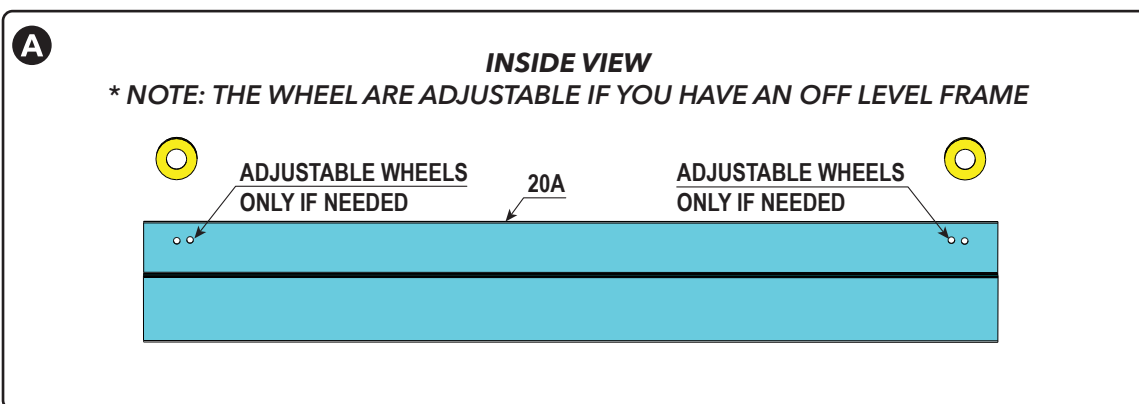 A
INSIDE VIEW
* NOTE: THE WHEEL ARE ADJUSTABLE IF YOU HAVE AN OFF LEVEL FRAME
ADJUSTABLE WHEELS
ONLY IF NEEDED
20A
ADJUSTABLE WHEELS
ONLY IF NEEDED